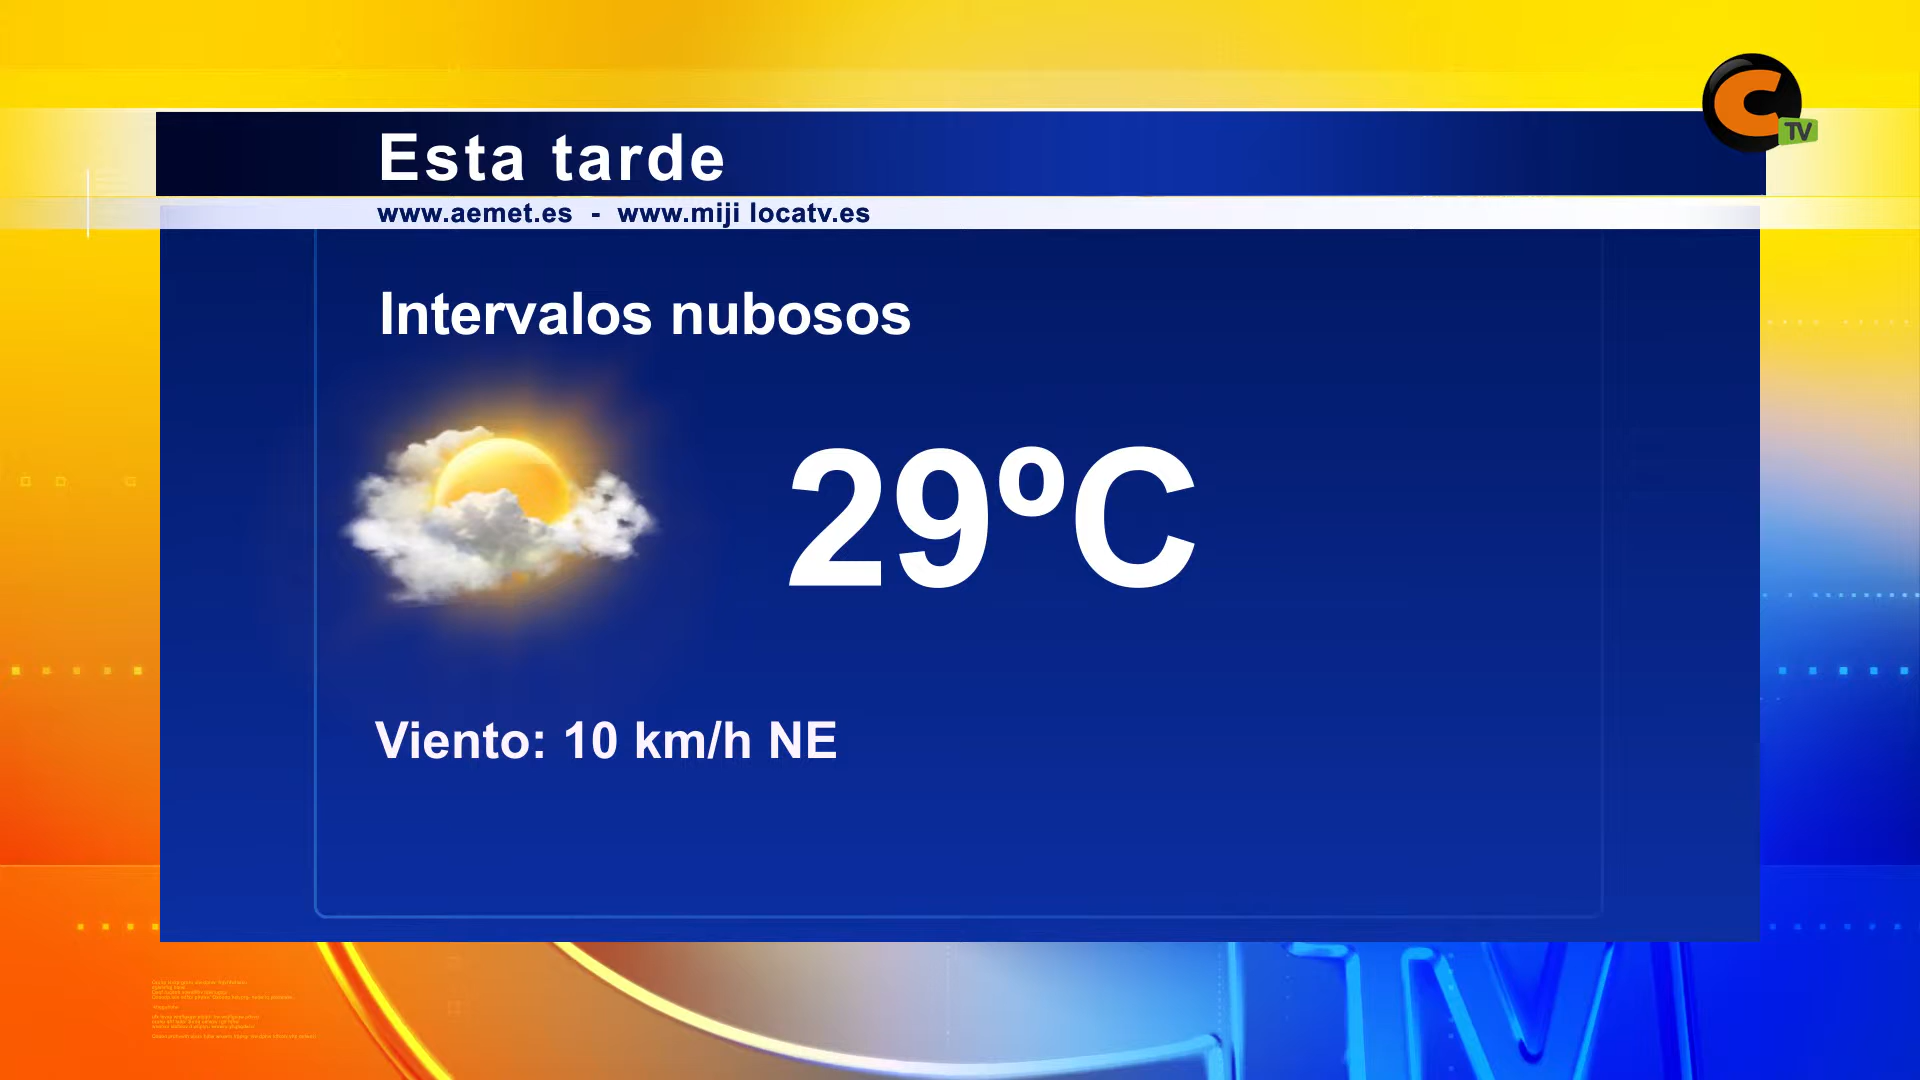 C TV
Esta tarde
www.aemet.es - www.miji locatv.es
Intervalos nubosos
29ºC
Viento: 10 km/h NE